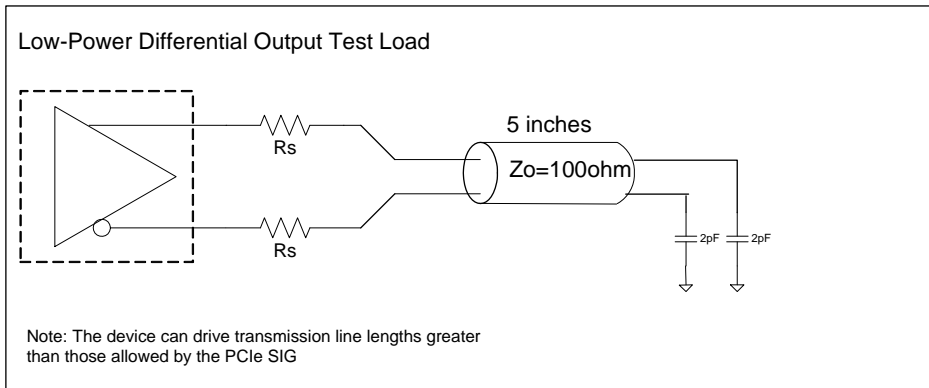 Low-Power Differential Output Test Load
Rs
Rs
5 inches
Zo=100ohm
2pF
2pF
Note: The device can drive transmission line lengths greater
than those allowed by the PCIe SIG